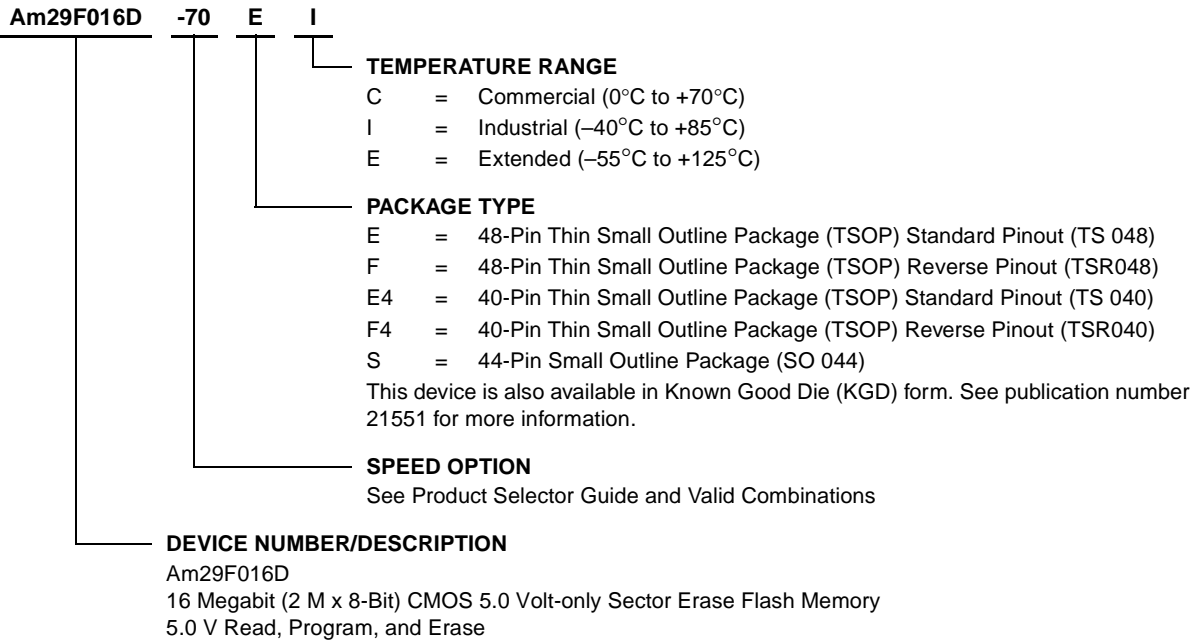 Am29F016D -70 E I
TEMPERATURE RANGE
C = Commercial (0°C to +70°C)
I = Industrial (–40°C to +85°C)
E = Extended (–55°C to +125°C)
PACKAGE TYPE
E = 48-Pin Thin Small Outline Package (TSOP) Standard Pinout (TS 048)
F = 48-Pin Thin Small Outline Package (TSOP) Reverse Pinout (TSR048)
E4 = 40-Pin Thin Small Outline Package (TSOP) Standard Pinout (TS 040)
F4 = 40-Pin Thin Small Outline Package (TSOP) Reverse Pinout (TSR040)
S = 44-Pin Small Outline Package (SO 044)
This device is also available in Known Good Die (KGD) form. See publication number
21551 for more information.
SPEED OPTION
See Product Selector Guide and Valid Combinations
DEVICE NUMBER/DESCRIPTION
Am29F016D
16 Megabit (2 M x 8-Bit) CMOS 5.0 Volt-only Sector Erase Flash Memory
5.0 V Read, Program, and Erase